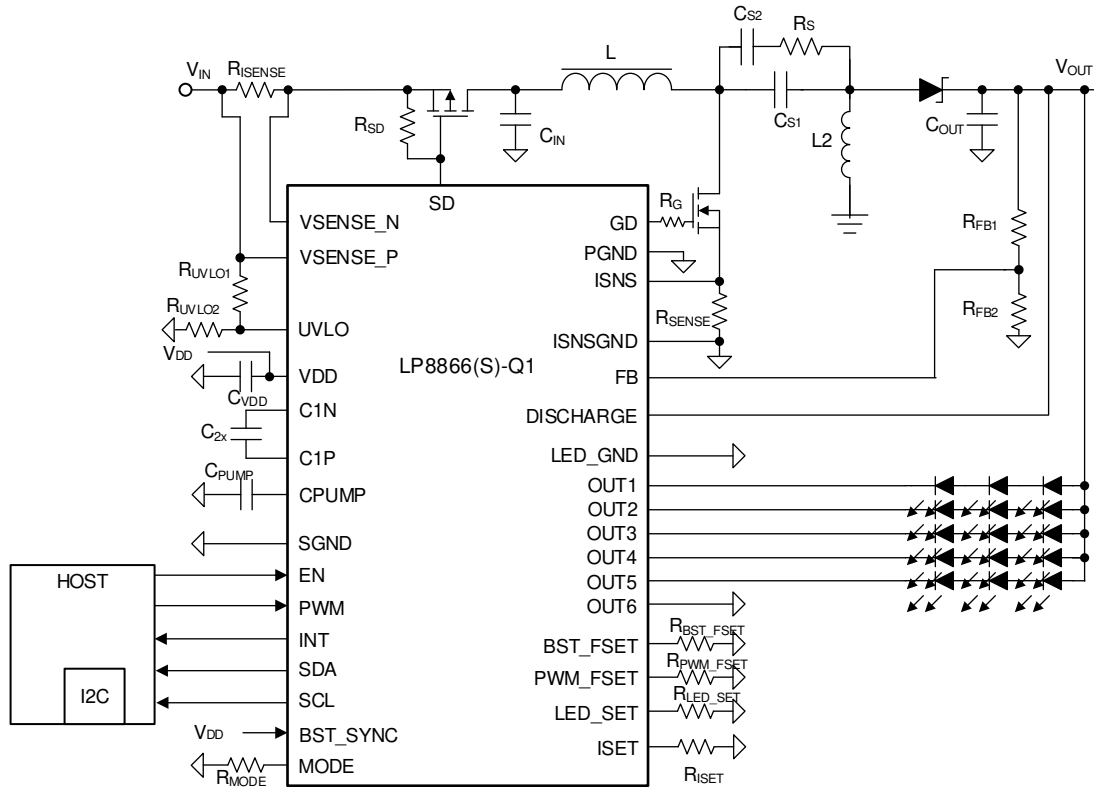 CS2
RS
L
VIN
RISENSE
VOUT
RSD
CIN
CS1
L2
COUT
SD
RG
GD
VSENSE_N
PGND
RFB1
VSENSE_P
ISNS
RUVLO1
RSENSE
RFB2
RUVLO2
UVLO
ISNSGND
VDD
LP8866(S)-Q1
VDD
FB
CVDD
C1N
DISCHARGE
C2x
C1P
LED_GND
CPUMP
CPUMP
OUT1
OUT2
SGND
OUT3
OUT4
HOST
EN
OUT5
PWM
OUT6
INT
BST_FSET
RBST_FSET
SDA
PWM_FSET
RPWM_FSET
I2C
SCL
LED_SET
RLED_SET
VDD
BST_SYNC
ISET
RISET
MODE
RMODE